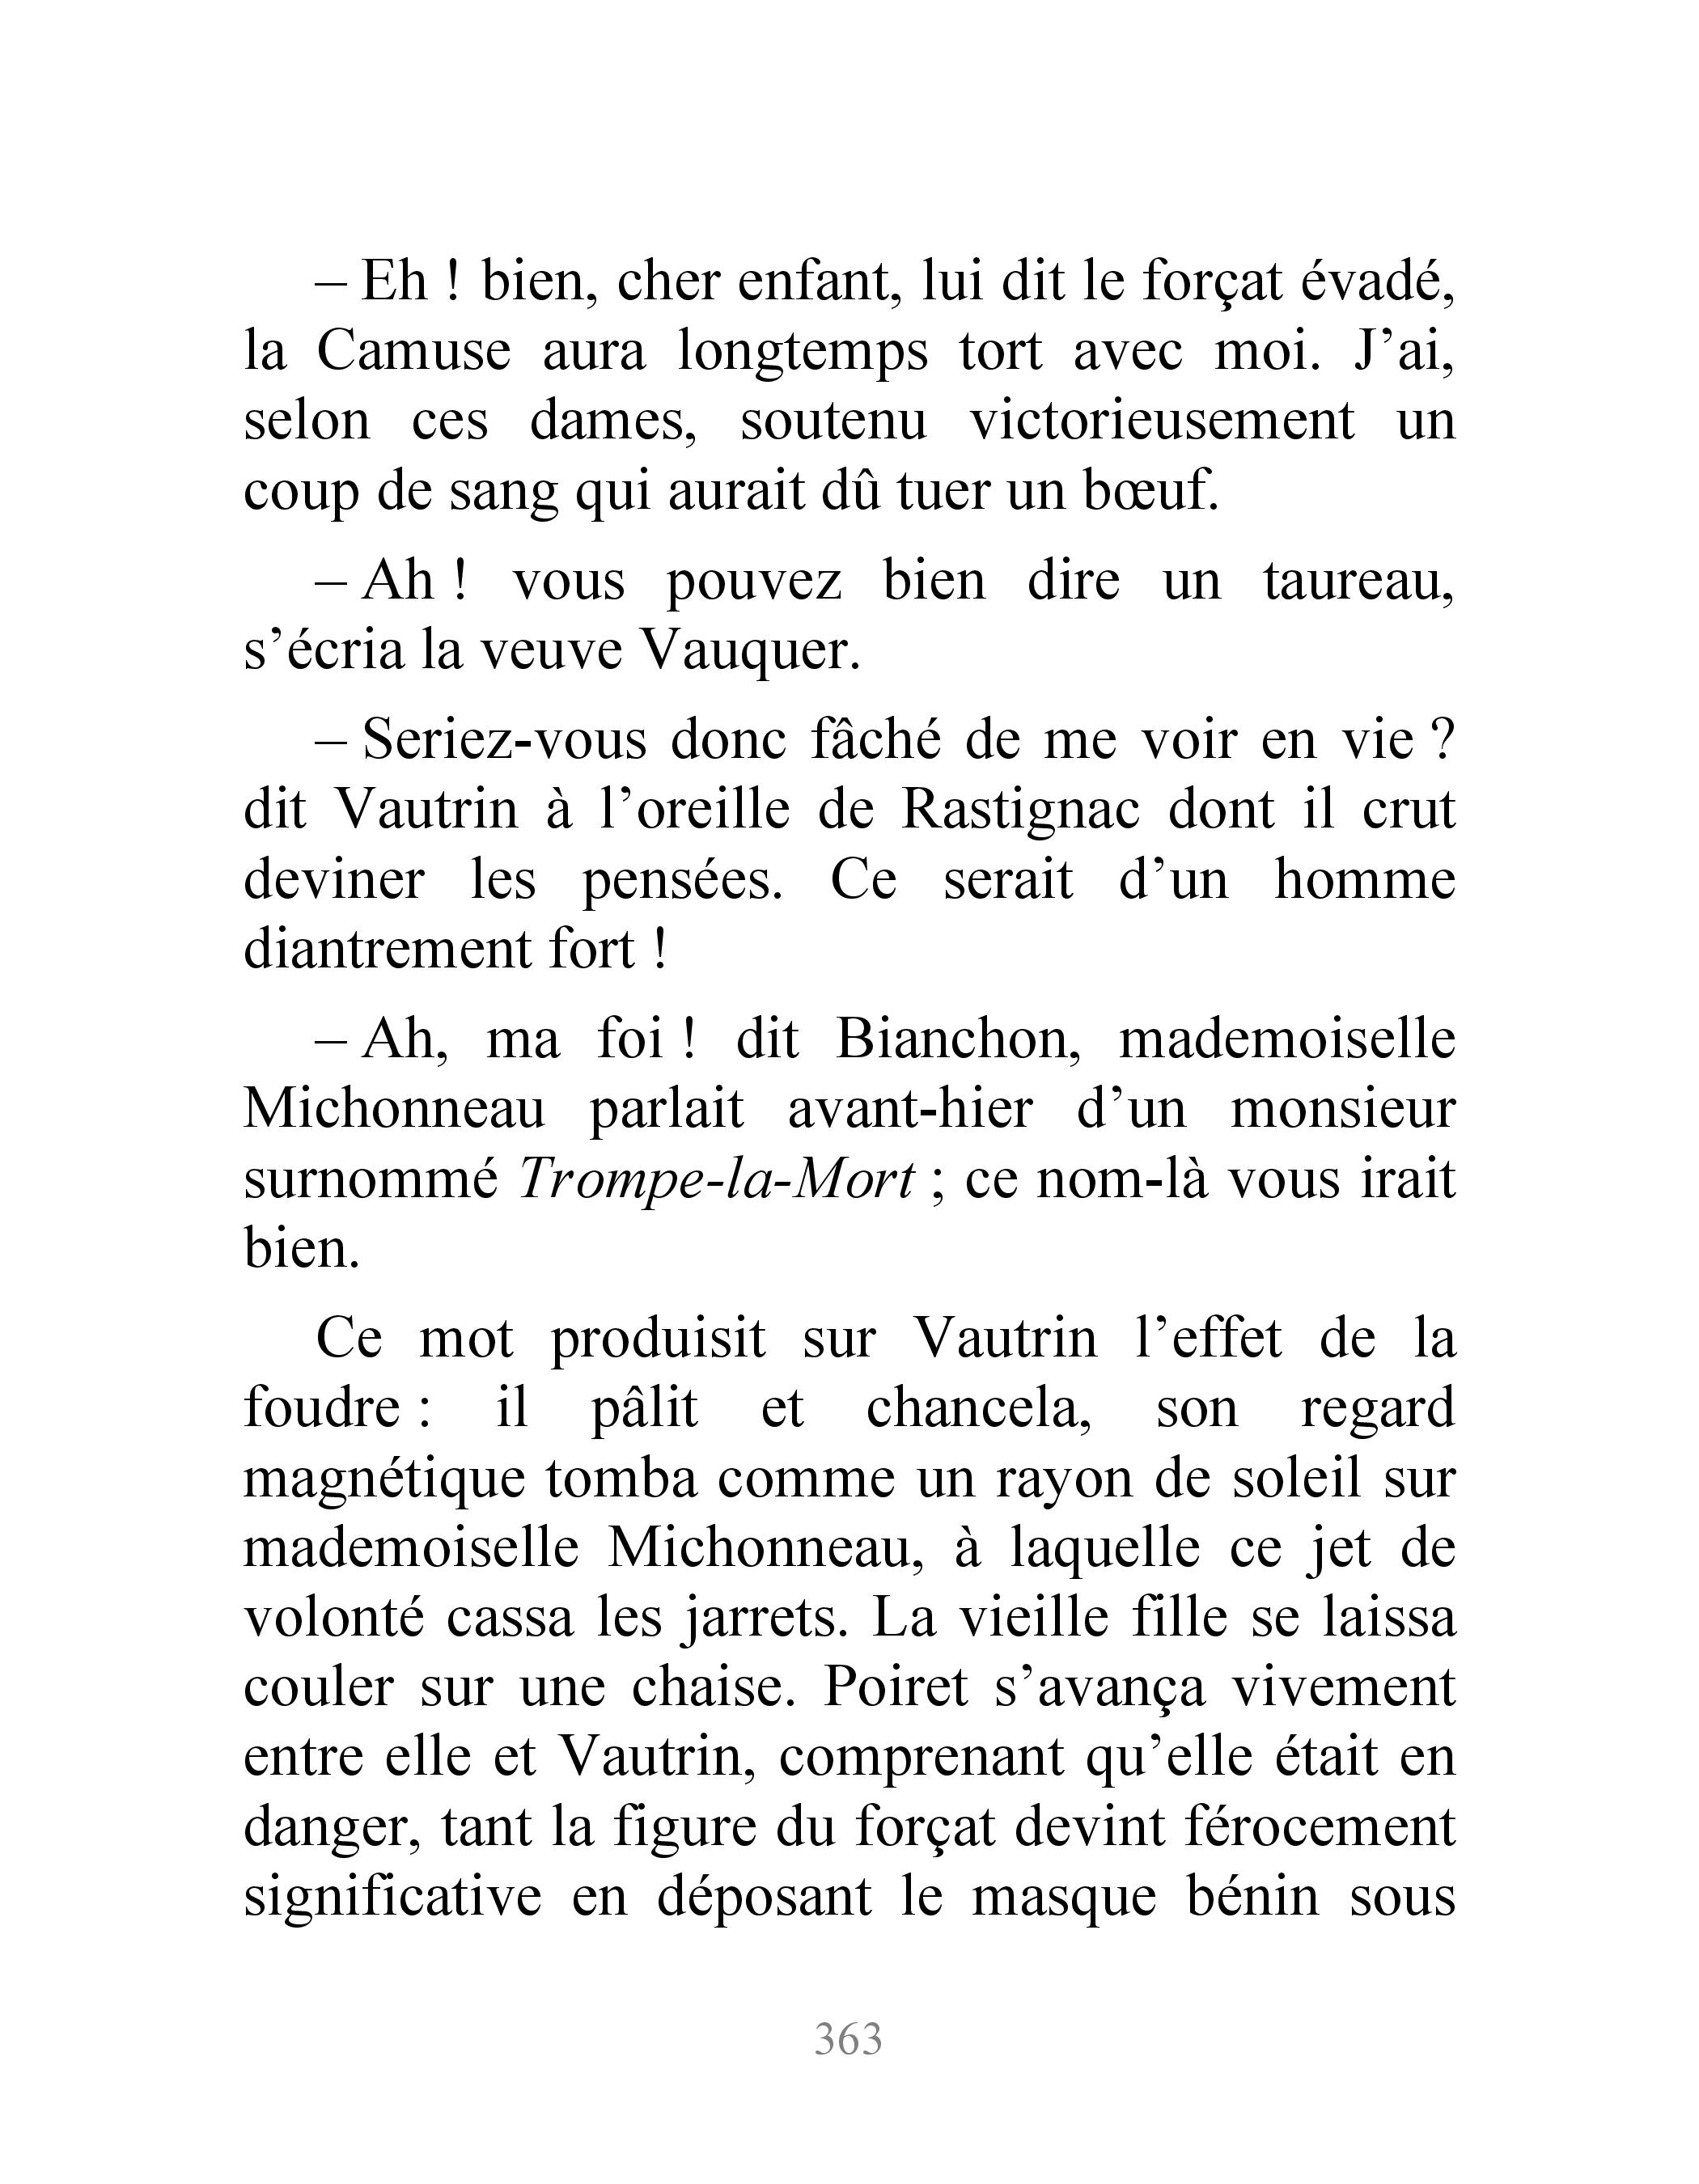 – Eh ! bien, cher enfant, lui dit le forçat évadé,
la Camuse aura longtemps tort avec moi. J’ai,
selon ces dames, soutenu victorieusement un
coup de sang qui aurait dû tuer un bœuf.
– Ah ! vous pouvez bien dire un taureau,
s’écria la veuve Vauquer.
– Seriez-vous donc fâché de me voir en vie ?
dit Vautrin à l’oreille de Rastignac dont il crut
deviner les pensées. Ce serait d’un homme
diantrement fort !
– Ah, ma foi ! dit Bianchon, mademoiselle
Michonneau parlait avant-hier d’un monsieur
surnommé Trompe-la-Mort ; ce nom-là vous irait
bien.
Ce mot produisit sur Vautrin l’effet de la
foudre : il pâlit et chancela, son regard
magnétique tomba comme un rayon de soleil sur
mademoiselle Michonneau, à laquelle ce jet de
volonté cassa les jarrets. La vieille fille se laissa
couler sur une chaise. Poiret s’avança vivement
entre elle et Vautrin, comprenant qu’elle était en
danger, tant la figure du forçat devint férocement
significative en déposant le masque bénin sous
363